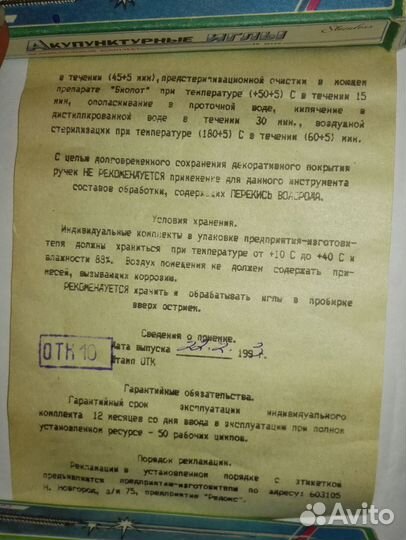 Акупунктурные иглы
Stainless
в течении (45+5 мин), предстерилизационной очистки в моющем
препарате "Биолот" при температуре (+50+5) С в течении 15
мин, ополаскивание в проточной воде, кипячение в
дистиллированной воде в течении 30 мин., воздушной
стерилизации при температуре (180+5) С в течении (60+5) мин.
С целью долговременного сохранения декоративного покрытия
ручек НЕ РЕКОМЕНДУЕТСЯ применение для данного инструмента
составов обработки, содержащих ПЕРЕКИСЬ ВОДОРОДА.
Условия хранения.
Индивидуальные комплекты в упаковке предприятия-изготови-
теля должны храниться при температуре от +10 С до +40 С и
влажности 88%. Воздух помещения не должен содержать при-
месей, вызывающих коррозию.
РЕКОМЕНДУЕТСЯ хранить и обрабатывать иглы в пробирке
вверх острием.
Сведения о приемке.
Дата выпуска 22.2. 1993г.
Штамп ОТК
ОТК 10
Гарантийные обязательства.
Гарантийный срок эксплуатации индивидуального
комплекта 12 месяцев со дня ввода в эксплуатации при полном
установленном ресурсе - 50 рабочих циклов.
Порядок рекламации.
Рекламации в установленном порядке с этикеткой
предъявляются предприятию-изготовителю по адресу: 603105
Н. Новгород, а/я 75, предприятие "Редокс".
Avito